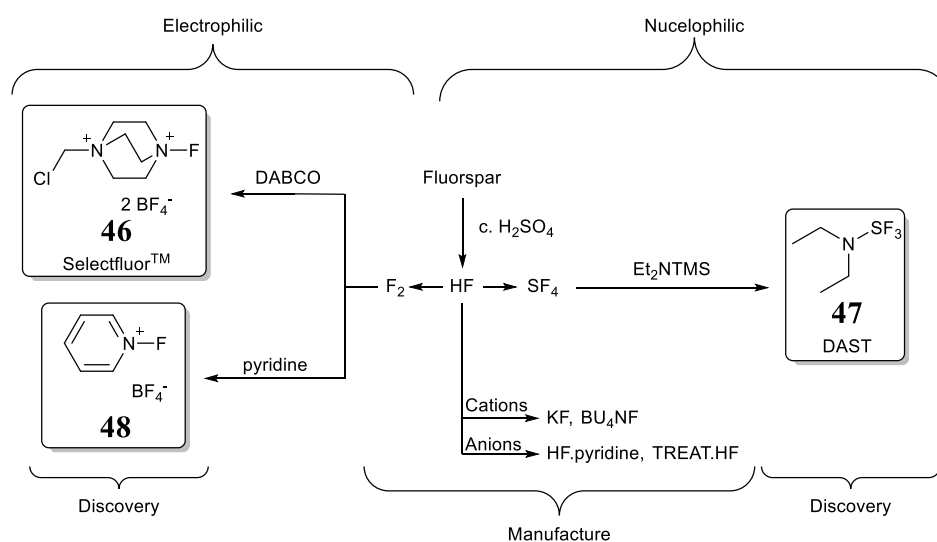 Electrophilic
Nucelophilic
N
+
N
+
F
Cl
2 BF4-
46
Selectfluor™
DABCO
Fluorspar
c. H2SO4
F2
HF
SF4
Et2NTMS
N
SF3
47
DAST
N
+
F
BF4-
48
pyridine
Cations
KF, BU4NF
Anions
HF.pyridine, TREAT.HF
Discovery
Manufacture
Discovery